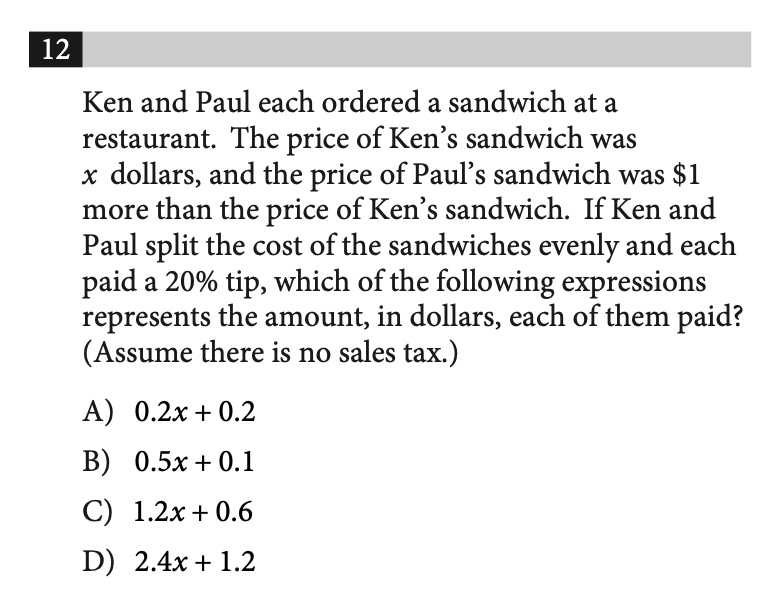 12
Ken and Paul each ordered a sandwich at a
restaurant. The price of Ken’s sandwich was
x dollars, and the price of Paul’s sandwich was $1
more than the price of Ken’s sandwich. If Ken and
Paul split the cost of the sandwiches evenly and each
paid a 20% tip, which of the following expressions
represents the amount, in dollars, each of them paid?
(Assume there is no sales tax.)
A) 0.2x + 0.2
B) 0.5x + 0.1
C) 1.2x + 0.6
D) 2.4x + 1.2